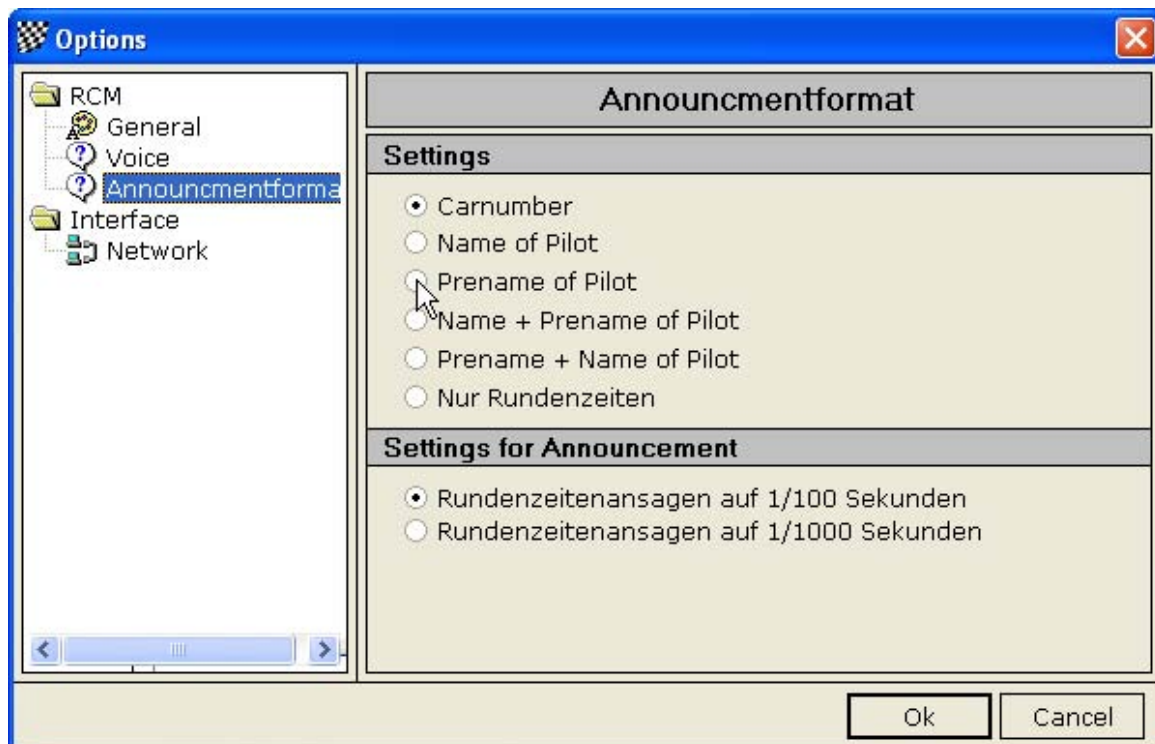 Options
RCM
General
Voice
Announcmentforma
Interface
Network
Announcmentformat
Settings
Carnumber
Name of Pilot
Prename of Pilot
Name + Prename of Pilot
Prename + Name of Pilot
Nur Rundenzeiten
Settings for Announcement
Rundenzeitenansagen auf 1/100 Sekunden
Rundenzeitenansagen auf 1/1000 Sekunden
Ok
Cancel